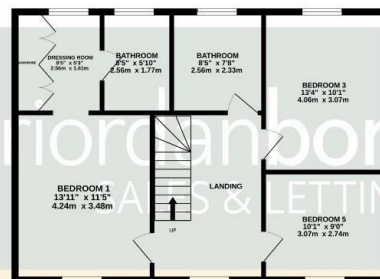 DRESSING ROOM
8'5" x 5'3"
2.56m x 1.61m
BATHROOM
8'5" x 5'10"
2.56m x 1.77m
BATHROOM
8'5" x 7'8"
2.56m x 2.33m
BEDROOM 3
13'4" x 10'1"
4.06m x 3.07m
riordanbon
SALES & LETTIN
BEDROOM 1
13'11" x 11'5"
4.24m x 3.48m
LANDING
UP
BEDROOM 5
10'1" x 9'0"
3.07m x 2.74m